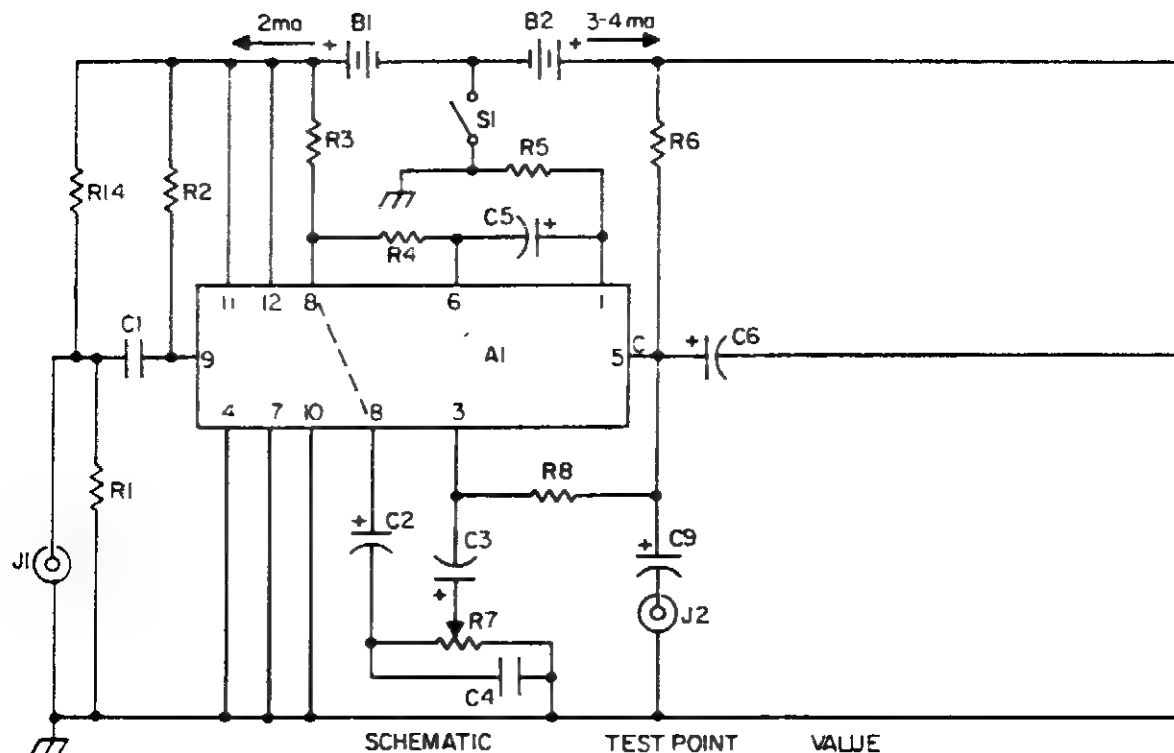 2ma B1 B2 3-4 ma
+ +
S1
R3 R5 R6
R14 R2
C5 +
R4
11 12 8 6 1
C1 + C6
9 A1 5 C
4 7 10 8 3
R1 R8
+ C2 C3 + C9
J1
+ R7 J2
C4
SCHEMATIC TEST POINT VALUE